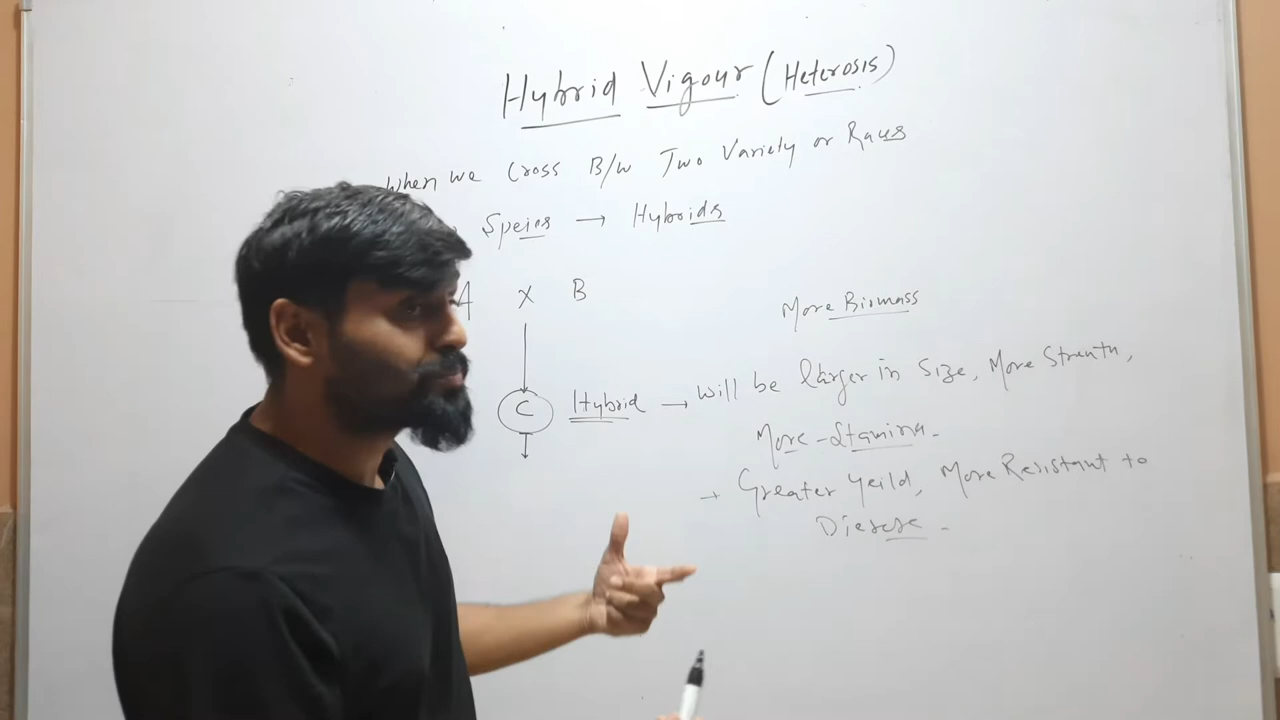 Hybrid Vigour (Heterosis)
When we Cross B/w Two Variety or Races
Speies → Hybrids
A X B
More Biomass
C Hybrid → Will be larger in Size, More Strenth,
More Stamina.
→ Greater Yeild, More Resistant to
Diesese.